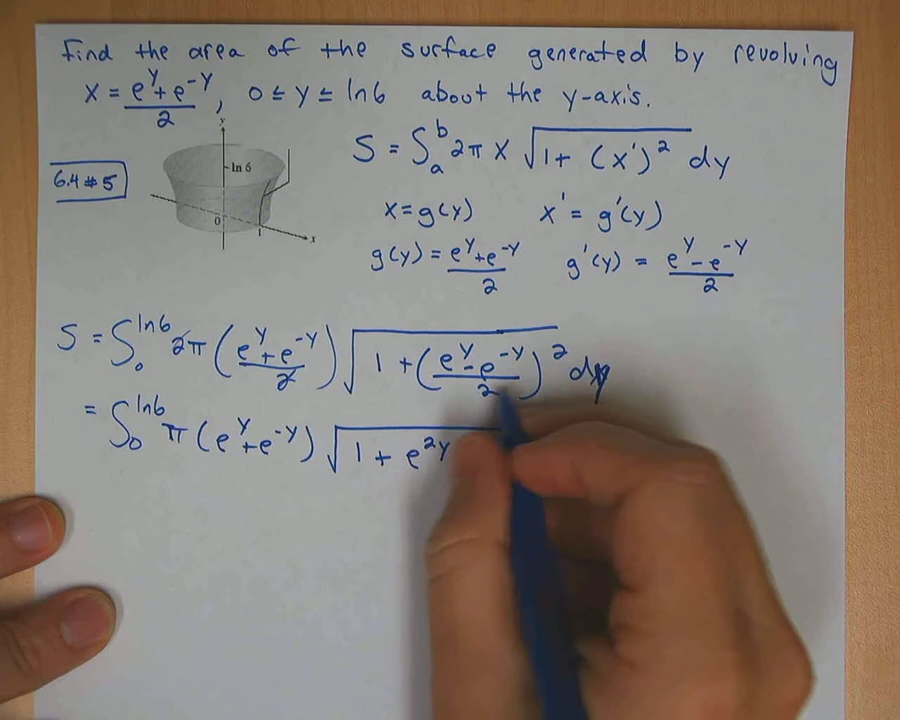 Find the area of the surface generated by revolving
x = (e^y + e^-y)/2, 0 ≤ y ≤ ln6 about the y-axis.
6.4 #5
y
ln 6
0
1
x
S = ∫_a^b 2π x √(1 + (x')^2) dy
x = g(y) x' = g'(y)
g(y) = (e^y + e^-y)/2 g'(y) = (e^y - e^-y)/2
S = ∫_0^ln6 2π ((e^y + e^-y)/2) √(1 + ((e^y - e^-y)/2)^2) dy
= ∫_0^ln6 π (e^y + e^-y) √(1 + e^2y